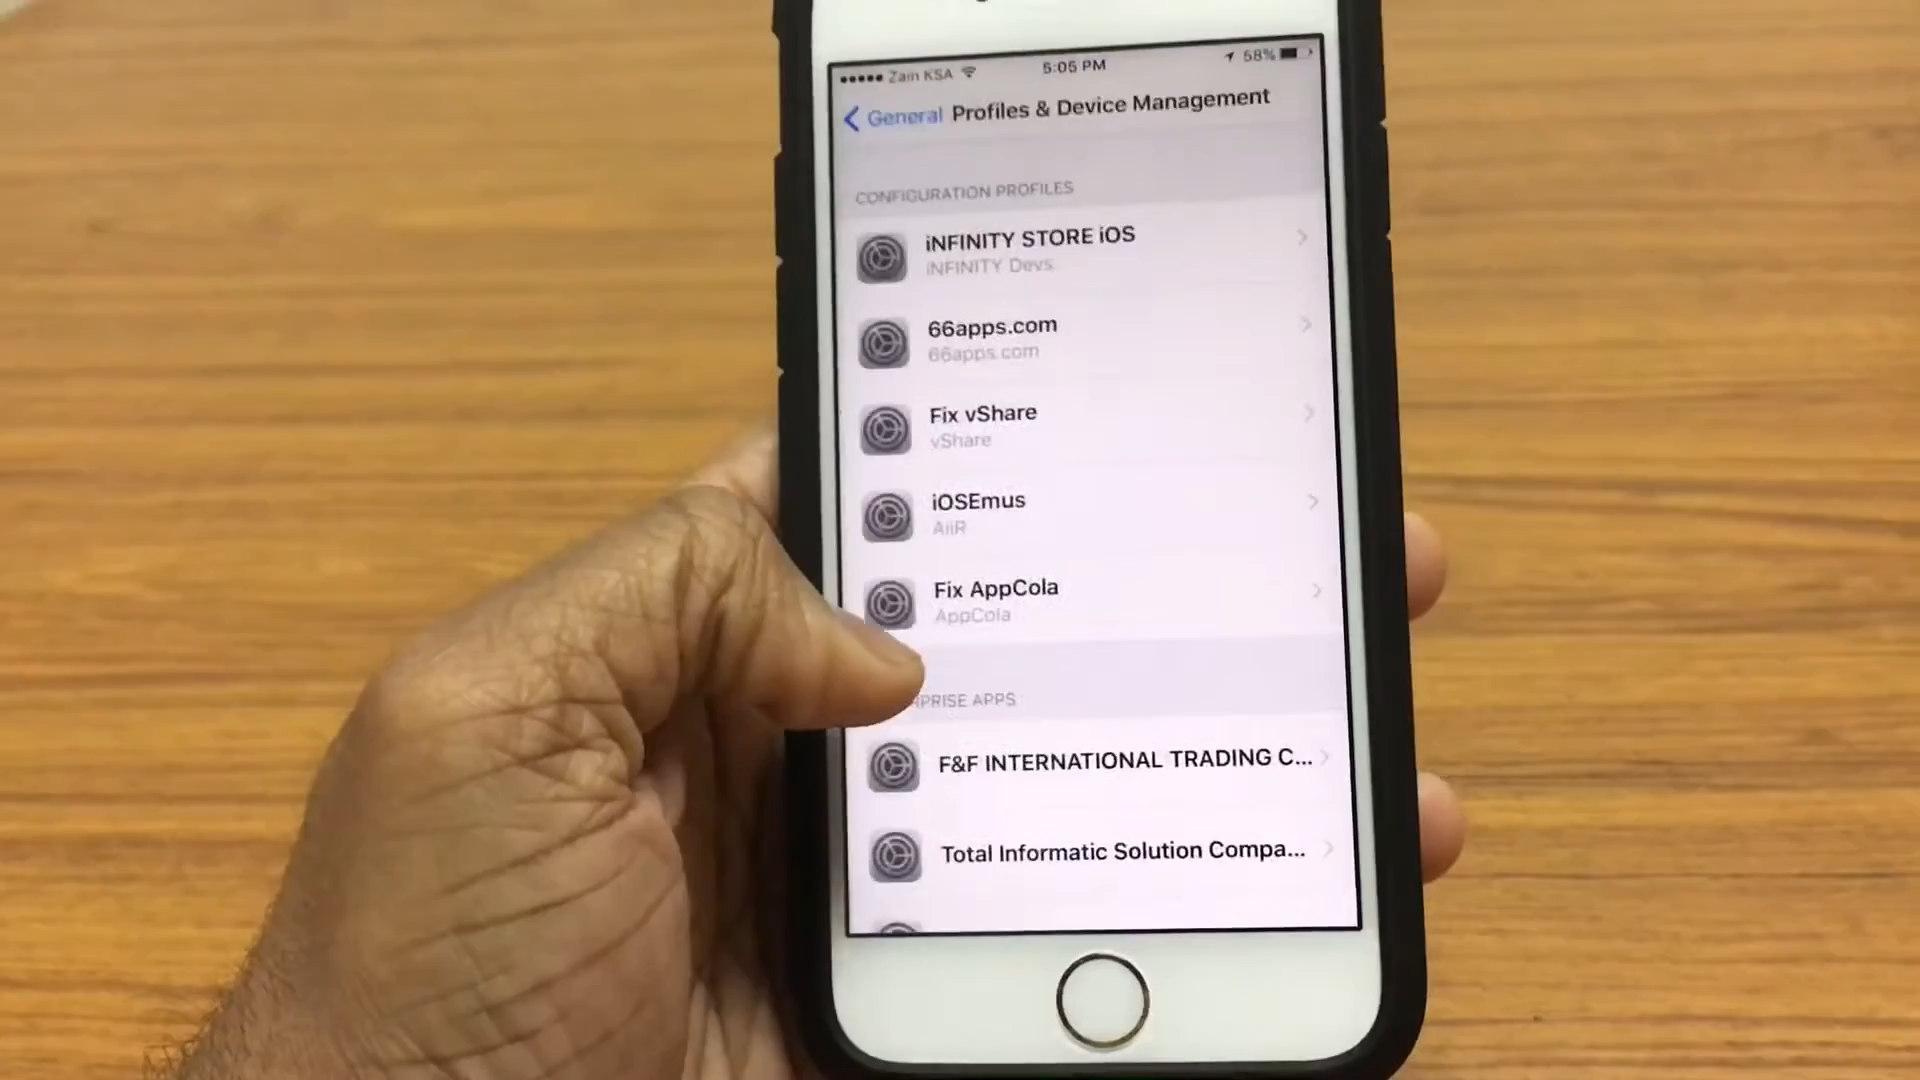 Zain KSA 5:05 PM 58%
General Profiles & Device Management
CONFIGURATION PROFILES
iNFINITY STORE iOS
iNFINITY Devs
66apps.com
66apps.com
Fix vShare
vShare
iOSEmus
AiiR
Fix AppCola
AppCola
RPRISE APPS
F&F INTERNATIONAL TRADING C...
Total Informatic Solution Compa...